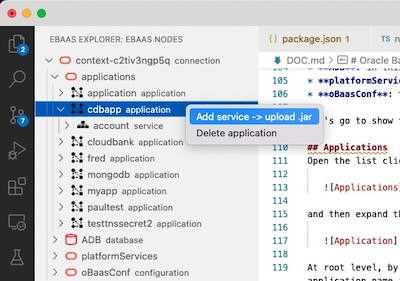 EBAAS EXPLORER: EBAAS NODES
context-c2tiv3ngp5q connection
applications
adbapp application
cdbapp application
account service
cloudbank application
fred application
mongodb application
myapp application
paultest application
testtnssecret2 application
ADB database
platformServices
oBaasConf configuration
2
7
Add service -> upload .jar
Delete application
package.json 1
DOC.md > # Oracle Ba
104
105 * **platformServi
106 * **oBaasConf**: t
's go to show
110 ## Applications
111 Open the list clic
112
113 ![Applications]
114
115 and then expand th
116
117 ![Application]
118
119 At root level, by
application name